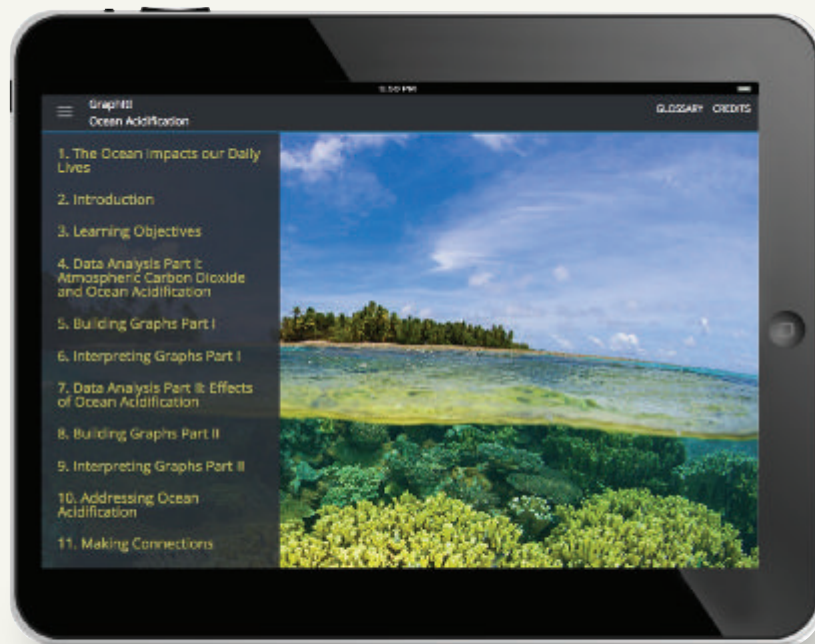 5:50 PM
GraphIt!
Ocean Acidification
GLOSSARY CREDITS
1. The Ocean Impacts our Daily
Lives
2. Introduction
3. Learning Objectives
4. Data Analysis Part I:
Atmospheric Carbon Dioxide
and Ocean Acidification
5. Building Graphs Part I
6. Interpreting Graphs Part I
7. Data Analysis Part II: Effects
of Ocean Acidification
8. Building Graphs Part II
9. Interpreting Graphs Part II
10. Addressing Ocean
Acidification
11. Making Connections